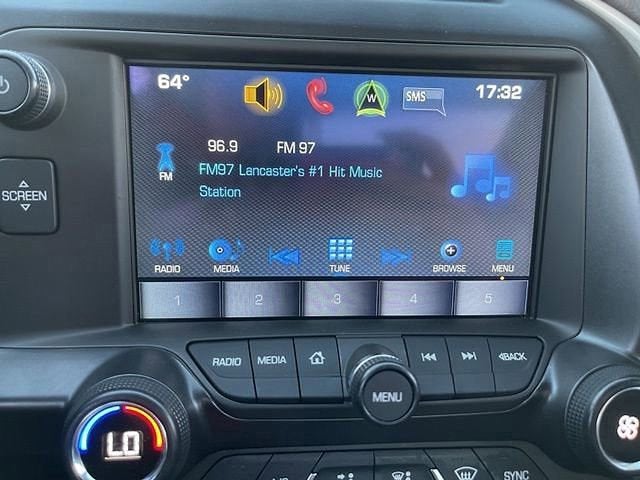 64°
W
SMS
17:32
96.9 FM 97
FM
FM97 Lancaster's #1 Hit Music
Station
SCREEN
RADIO MEDIA TUNE BROWSE MENU
1 2 3 4 5
RADIO MEDIA BACK
MENU
LO
SYNC